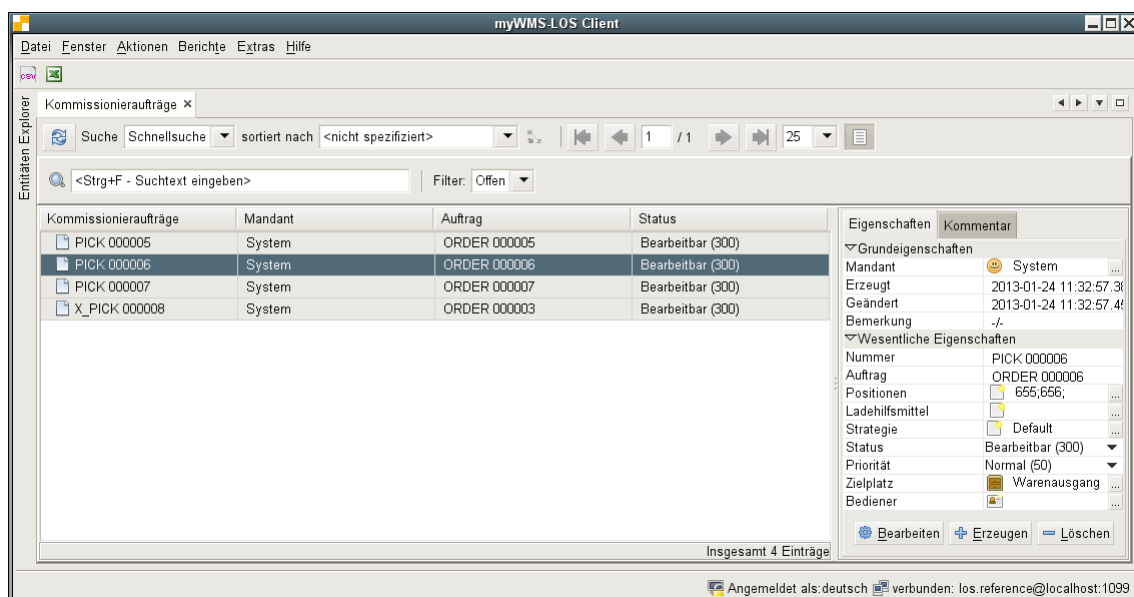 myWMS-LOS Client
Datei Fenster Aktionen Berichte Extras Hilfe
csv
Entitäten Explorer
Kommissionieraufträge
Suche Schnellsuche sortiert nach <nicht spezifiziert> 1 / 1 25
<Strg+F - Suchtext eingeben> Filter: Offen
Kommissionieraufträge Mandant Auftrag Status
PICK 000005 System ORDER 000005 Bearbeitbar (300)
PICK 000006 System ORDER 000006 Bearbeitbar (300)
PICK 000007 System ORDER 000007 Bearbeitbar (300)
X_PICK 000008 System ORDER 000003 Bearbeitbar (300)
Insgesamt 4 Einträge
Eigenschaften Kommentar
Grundeigenschaften
Mandant System ...
Erzeugt 2013-01-24 11:32:57.38
Geändert 2013-01-24 11:32:57.45
Bemerkung -/-
Wesentliche Eigenschaften
Nummer PICK 000006
Auftrag ORDER 000006
Positionen 655;656; ...
Ladehilfsmittel ...
Strategie Default ...
Status Bearbeitbar (300)
Priorität Normal (50)
Zielplatz Warenausgang ...
Bediener ...
Bearbeiten Erzeugen Löschen
Angemeldet als:deutsch verbunden: los.reference@localhost:1099